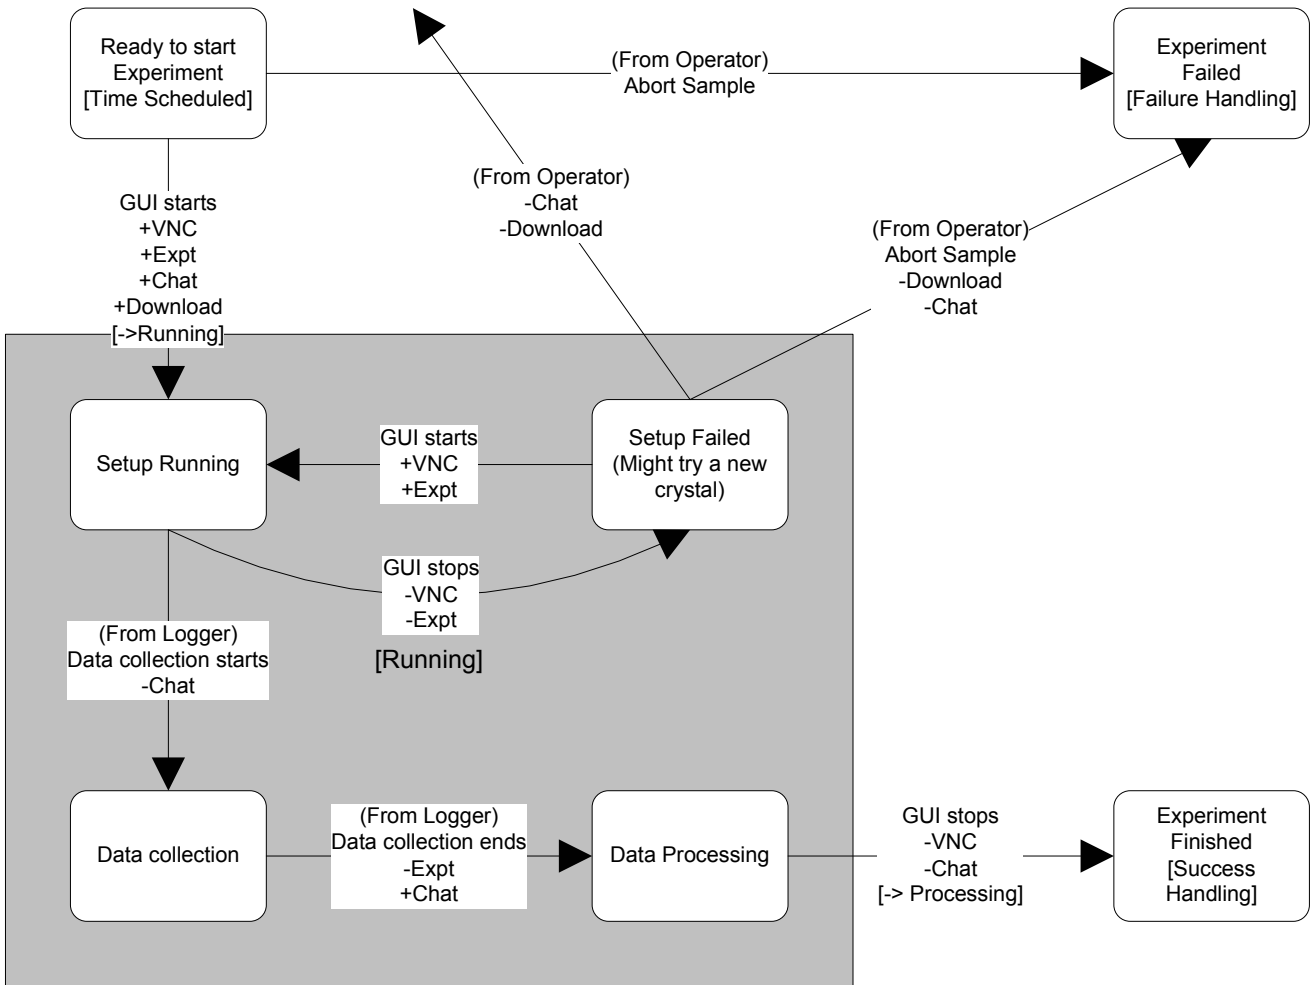 Ready to start
Experiment
[Time Scheduled]
(From Operator)
Abort Sample
Experiment
Failed
[Failure Handling]
GUI starts
+VNC
+Expt
+Chat
+Download
[->Running]
(From Operator)
-Chat
-Download
(From Operator)
Abort Sample
-Download
-Chat
Setup Running
GUI starts
+VNC
+Expt
Setup Failed
(Might try a new
crystal)
GUI stops
-VNC
-Expt
[Running]
(From Logger)
Data collection starts
-Chat
Data collection
(From Logger)
Data collection ends
-Expt
+Chat
Data Processing
GUI stops
-VNC
-Chat
[-> Processing]
Experiment
Finished
[Success
Handling]